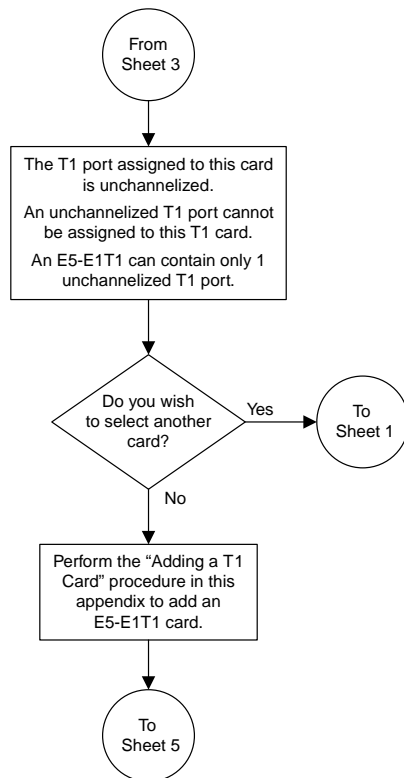 From
Sheet 3
The T1 port assigned to this card
is unchannelized.
An unchannelized T1 port cannot
be assigned to this T1 card.
An E5-E1T1 can contain only 1
unchannelized T1 port.
Do you wish
to select another
card?
Yes
To
Sheet 1
No
Perform the “Adding a T1
Card” procedure in this
appendix to add an
E5-E1T1 card.
To
Sheet 5